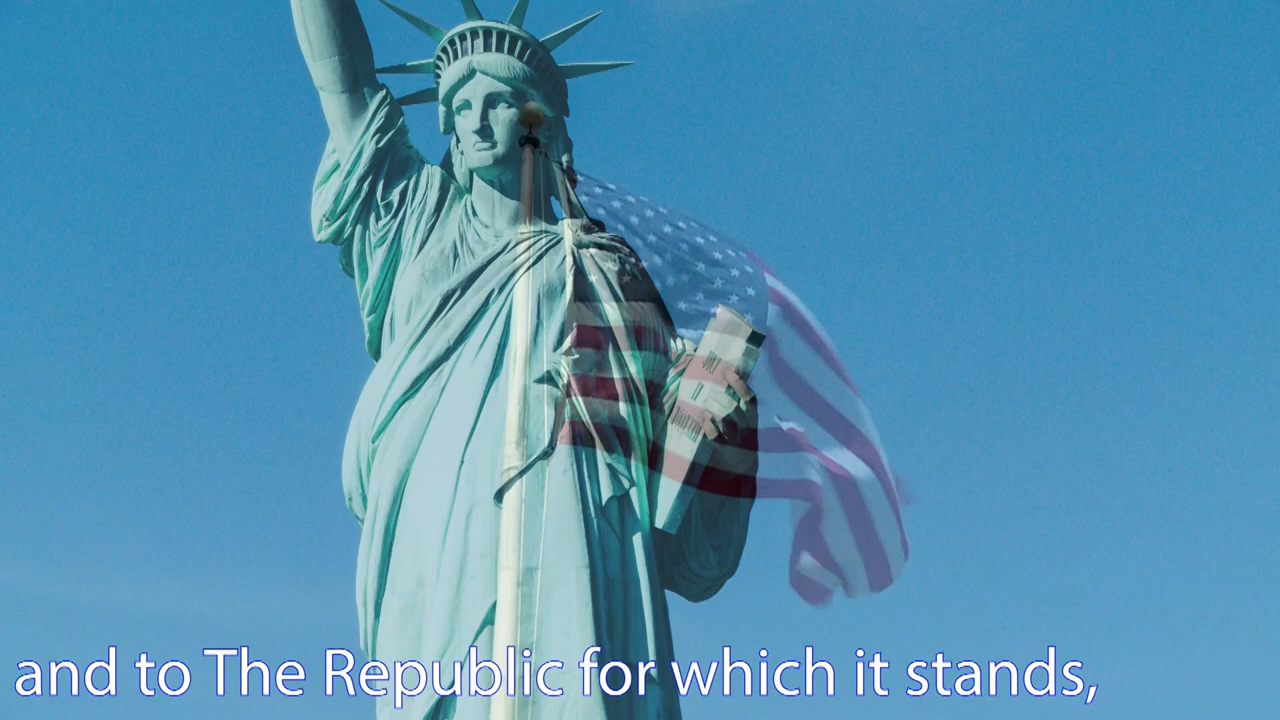 and to The Republic for which it stands,